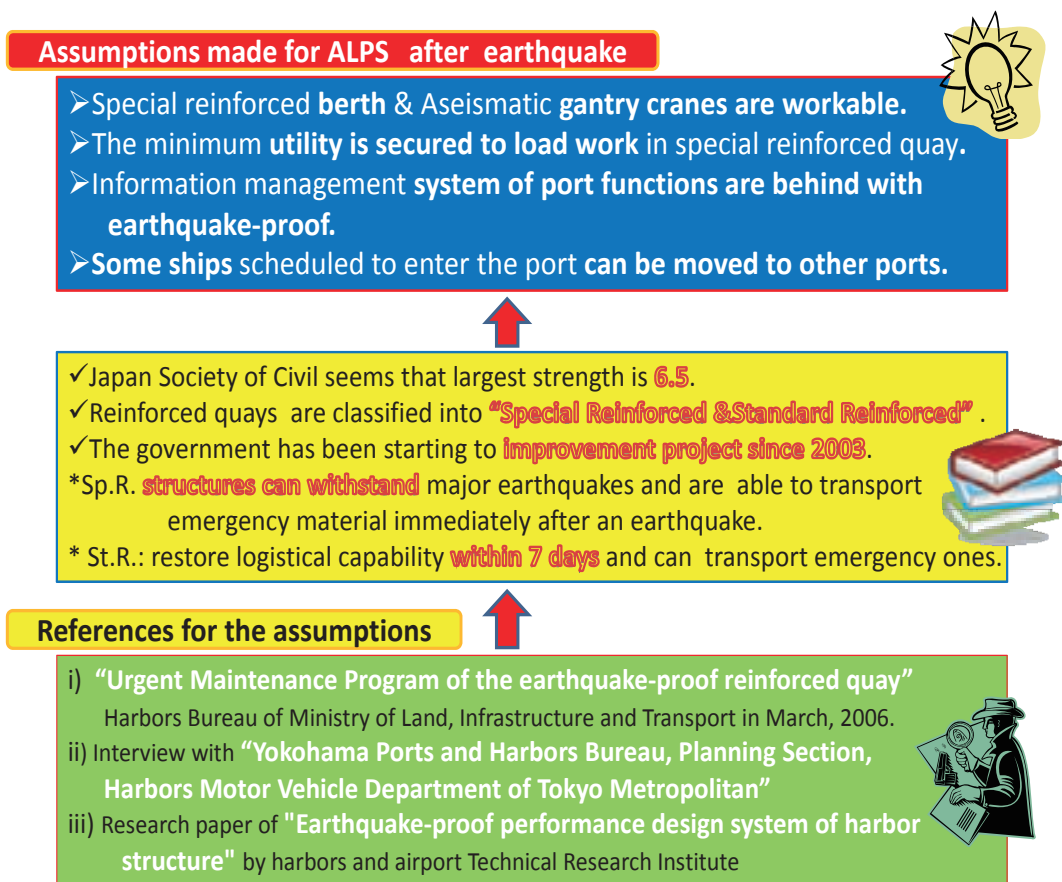 Assumptions made for ALPS after earthquake
➢Special reinforced berth & Aseismatic gantry cranes are workable.
➢The minimum utility is secured to load work in special reinforced quay.
➢Information management system of port functions are behind with
earthquake-proof.
➢Some ships scheduled to enter the port can be moved to other ports.
✓Japan Society of Civil seems that largest strength is 6.5.
✓Reinforced quays are classified into “Special Reinforced &Standard Reinforced” .
✓The government has been starting to improvement project since 2003.
*Sp.R. structures can withstand major earthquakes and are able to transport
emergency material immediately after an earthquake.
* St.R.: restore logistical capability within 7 days and can transport emergency ones.
References for the assumptions
i) “Urgent Maintenance Program of the earthquake-proof reinforced quay”
Harbors Bureau of Ministry of Land, Infrastructure and Transport in March, 2006.
ii) Interview with “Yokohama Ports and Harbors Bureau, Planning Section,
Harbors Motor Vehicle Department of Tokyo Metropolitan”
iii) Research paper of "Earthquake-proof performance design system of harbor
structure" by harbors and airport Technical Research Institute